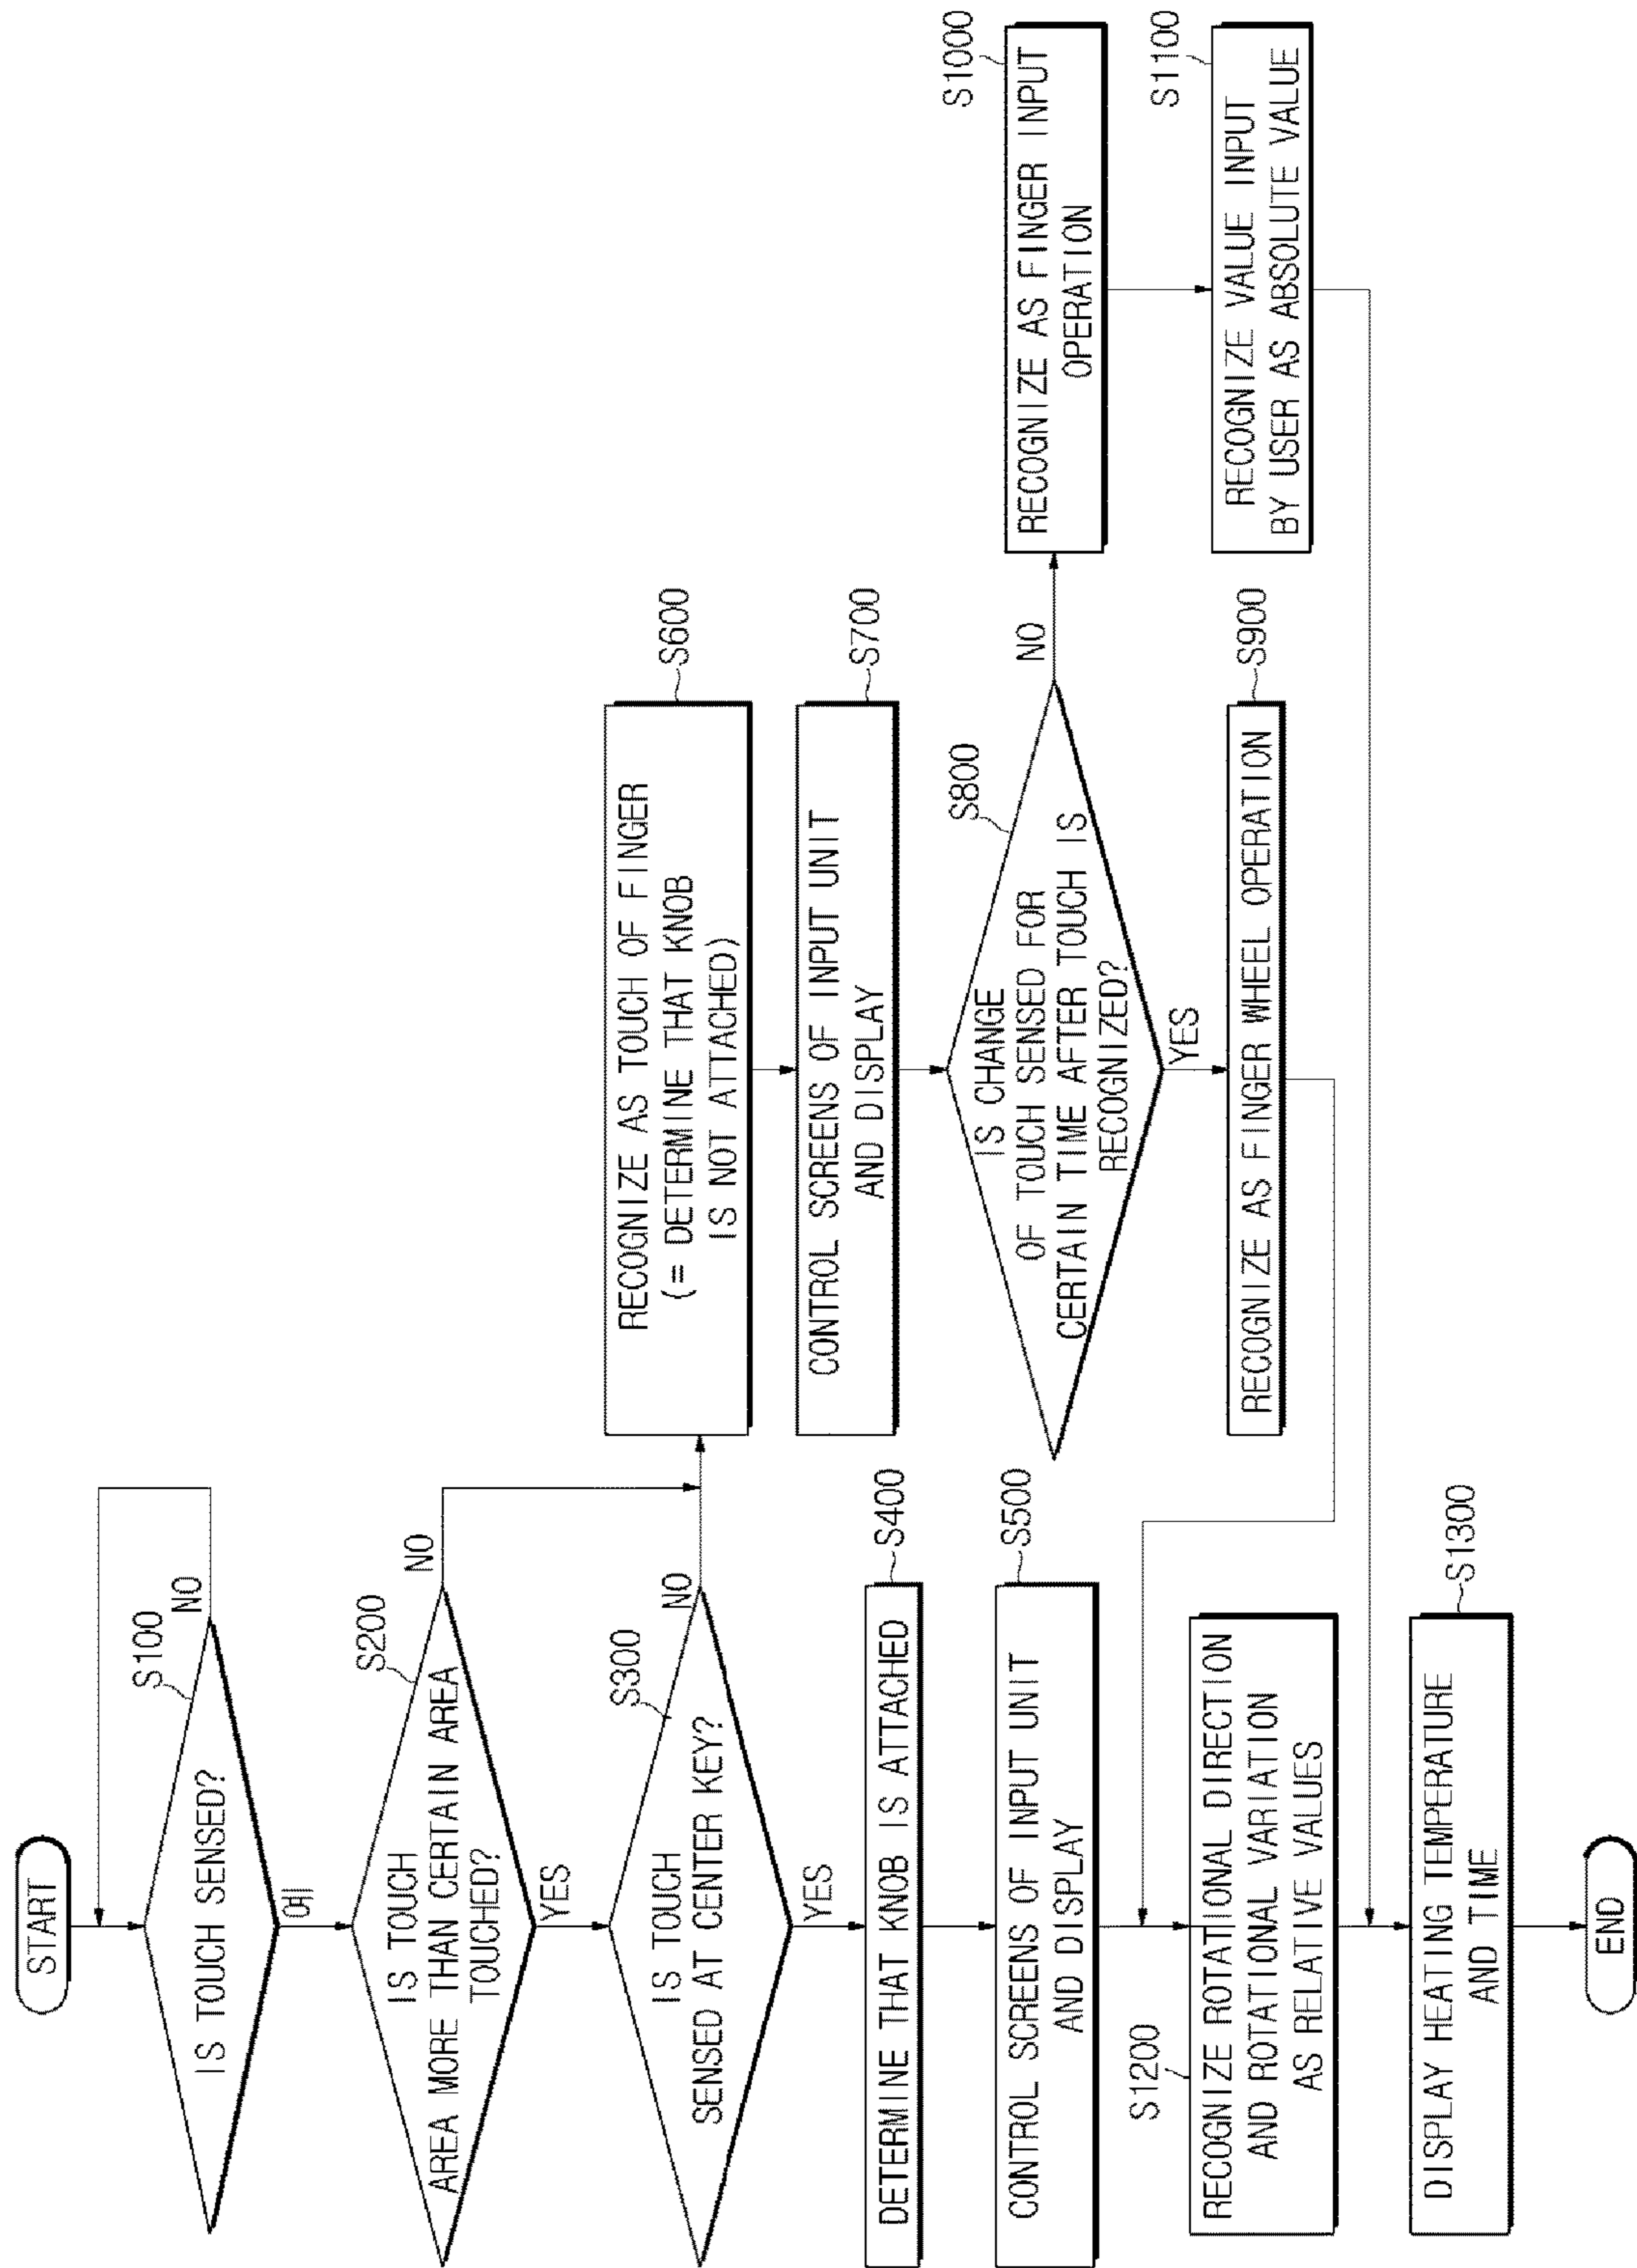 START
IS TOUCH SENSED?
S100
NO
IS TOUCH
AREA MORE THAN CERTAIN AREA
TOUCHED?
S200
NO
YES
IS TOUCH
SENSED AT CENTER KEY?
S300
NO
YES
DETERMINE THAT KNOB IS ATTACHED
S400
CONTROL SCREENS OF INPUT UNIT
AND DISPLAY
S500
RECOGNIZE AS TOUCH OF FINGER
(= DETERMINE THAT KNOB
IS NOT ATTACHED)
S600
CONTROL SCREENS OF INPUT UNIT
AND DISPLAY
S700
IS CHANGE
OF TOUCH SENSED FOR
CERTAIN TIME AFTER TOUCH IS
RECOGNIZED?
S800
NO
YES
RECOGNIZE AS FINGER WHEEL OPERATION
S900
RECOGNIZE AS FINGER INPUT
OPERATION
S1000
RECOGNIZE VALUE INPUT
BY USER AS ABSOLUTE VALUE
S1100
S1200
RECOGNIZE ROTATIONAL DIRECTION
AND ROTATIONAL VARIATION
AS RELATIVE VALUES
DISPLAY HEATING TEMPERATURE
AND TIME
S1300
END